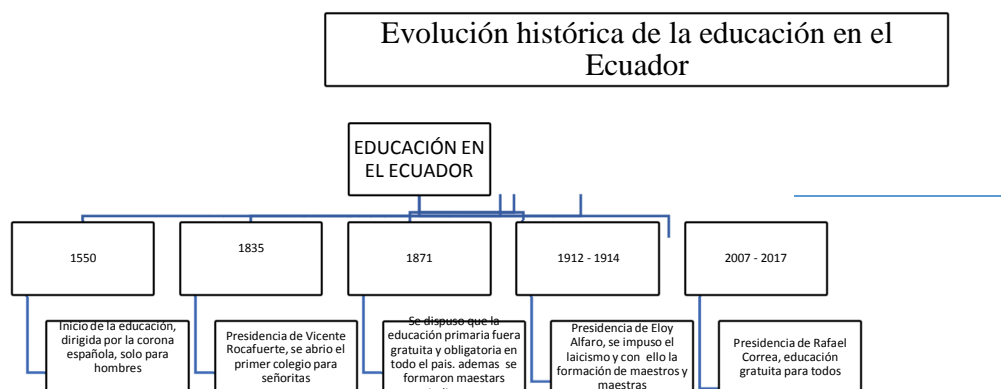 Evolución histórica de la educación en el
Ecuador
EDUCACIÓN EN
EL ECUADOR
1550
1835
1871
1912 - 1914
2007 - 2017
Inicio de la educación,
dirigida por la corona
española, solo para
hombres
Presidencia de Vicente
Rocafuerte, se abrio el
primer colegio para
señoritas
Se dispuso que la
educación primaria fuera
gratuita y obligatoria en
todo el pais. ademas se
formaron maestars
Presidencia de Eloy
Alfaro, se impuso el
laicismo y con ello la
formación de maestros y
maestras
Presidencia de Rafael
Correa, educación
gratuita para todos